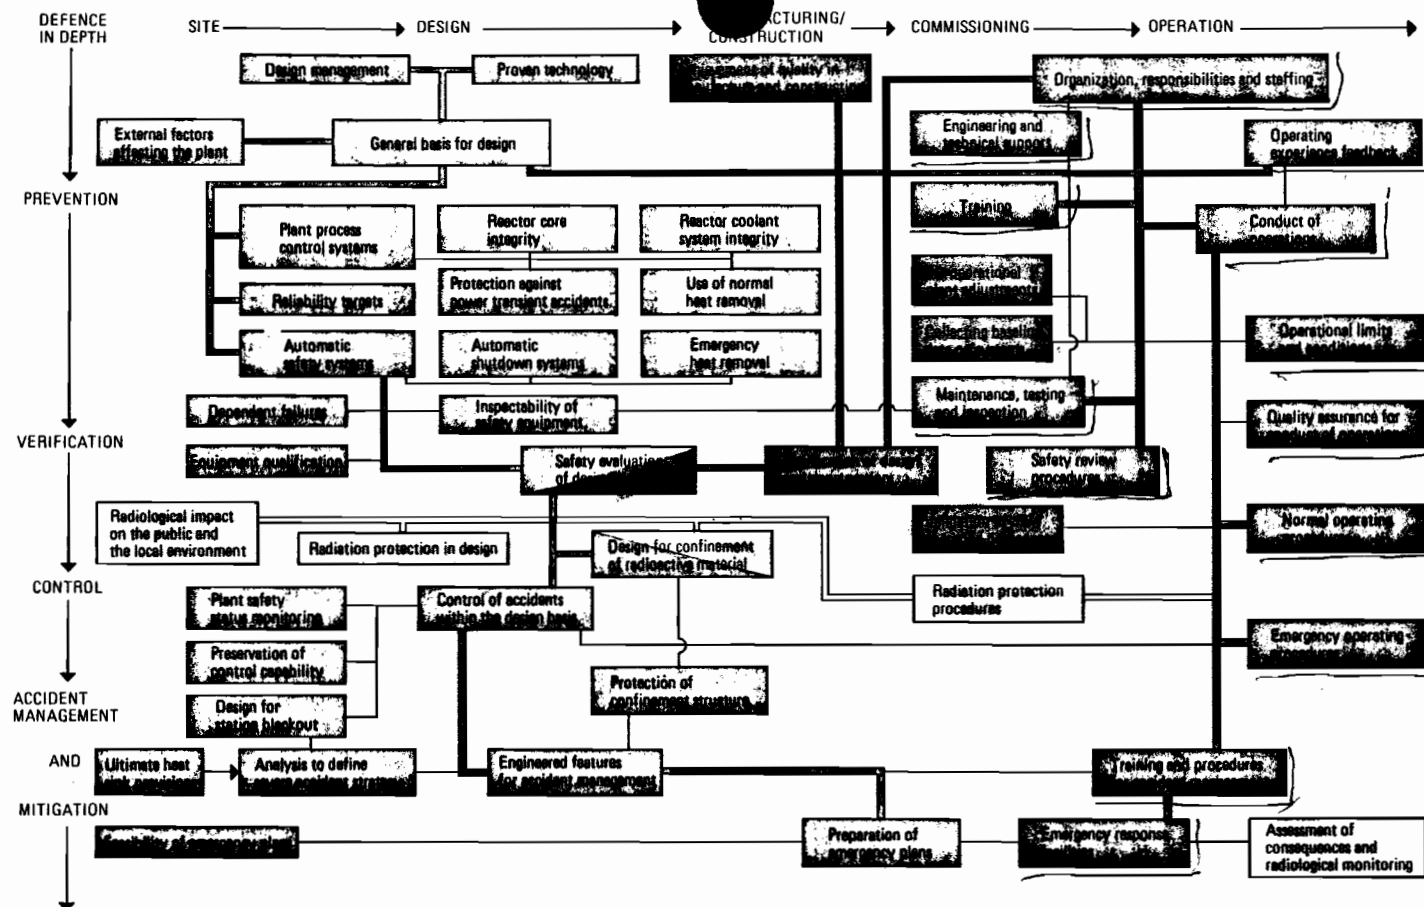 DEFENCE
IN DEPTH
SITE
DESIGN
CONSTRUCTION
COMMISSIONING
OPERATION
Design management
Proven technology
Organization, responsibilities and staffing
External factors
affecting the plant
General basis for design
Engineering and
technical support
Operating
experience feedback
PREVENTION
Training
Conduct of
Plant process
control systems
Reactor core
integrity
Reactor coolant
system integrity
Protection against
power transient accidents
Use of normal
heat removal
Reliability targets
Collecting baseline
Operational limits
Automatic
safety systems
Automatic
shutdown systems
Emergency
heat removal
Maintenance, testing
and inspection
Dependent failures
Inspectability of
safety equipment
Quality assurance for
VERIFICATION
Equipment qualification
Safety evaluation
of
Safety review
procedures
Radiological impact
on the public and
the local environment
Radiation protection in design
Design for confinement
of radioactive material
Normal operating
CONTROL
Plant safety
status monitoring
Control of accidents
within the design basis
Radiation protection
procedures
Emergency operating
Preservation of
control capability
Protection of
confinement structure
ACCIDENT
MANAGEMENT
Design for
station blackout
AND
Ultimate heat
Analysis to define
Engineered features
for accident management
Training and procedures
MITIGATION
Preparation of
emergency plans
Emergency response
Assessment of
consequences and
radiological monitoring